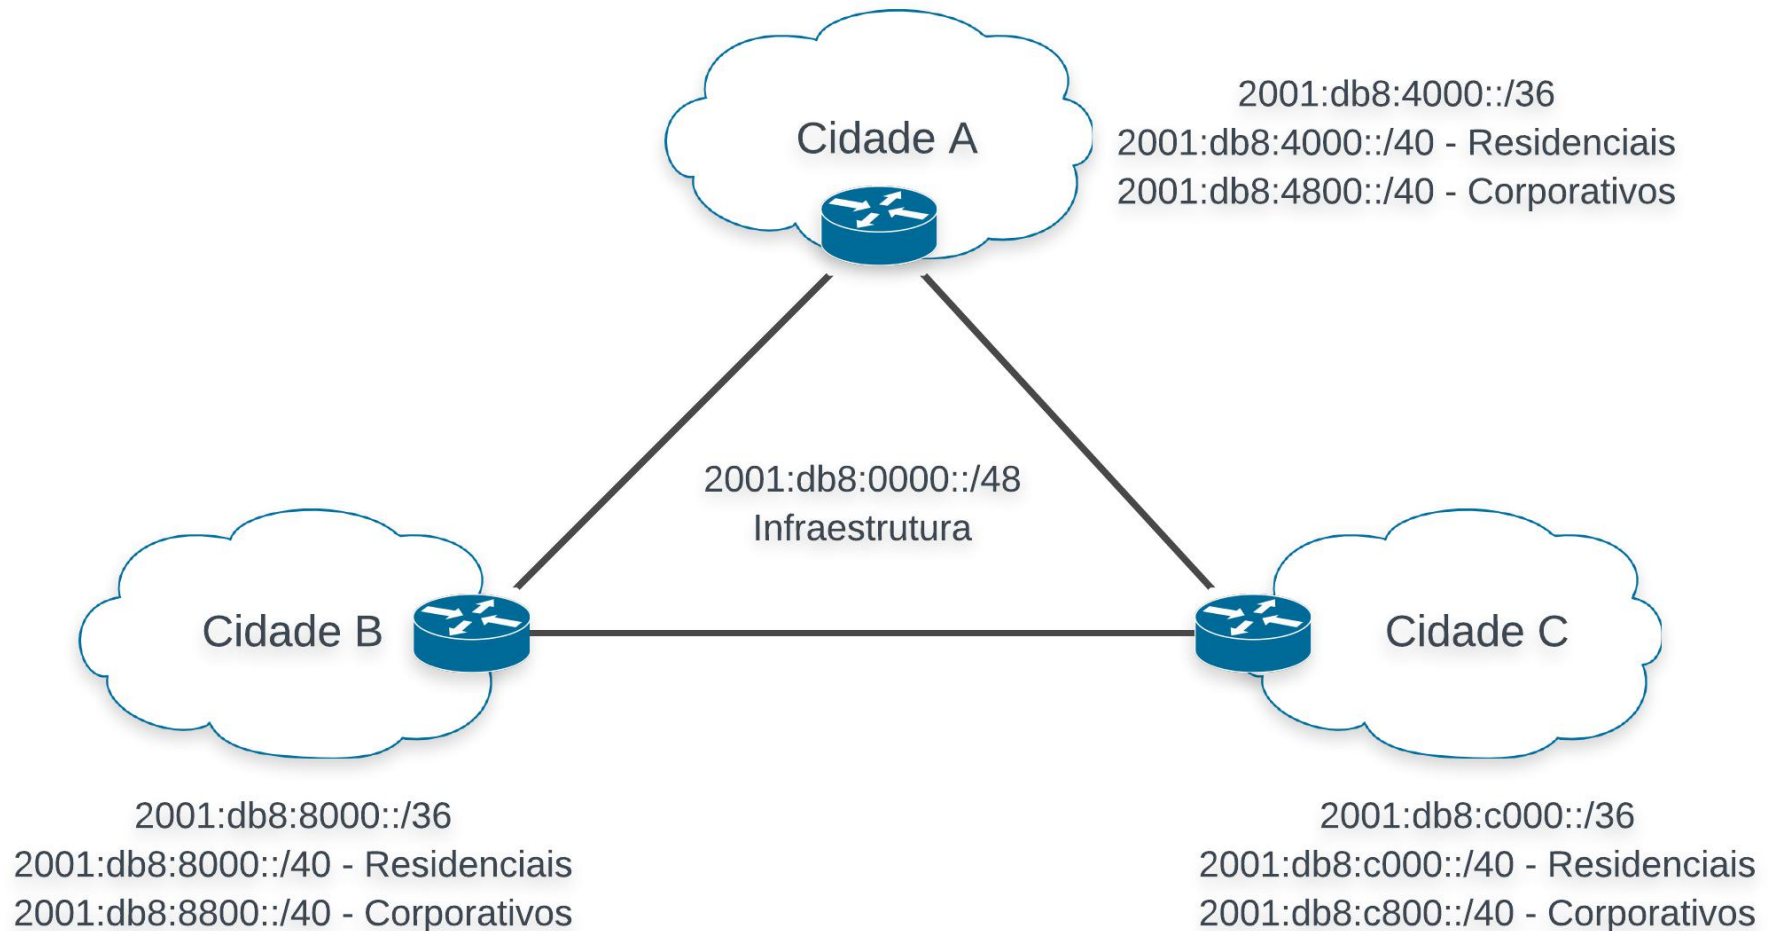 Cidade A
2001:db8:4000::/36
2001:db8:4000::/40 - Residenciais
2001:db8:4800::/40 - Corporativos
2001:db8:0000::/48
Infraestrutura
Cidade B
Cidade C
2001:db8:8000::/36
2001:db8:8000::/40 - Residenciais
2001:db8:8800::/40 - Corporativos
2001:db8:c000::/36
2001:db8:c000::/40 - Residenciais
2001:db8:c800::/40 - Corporativos